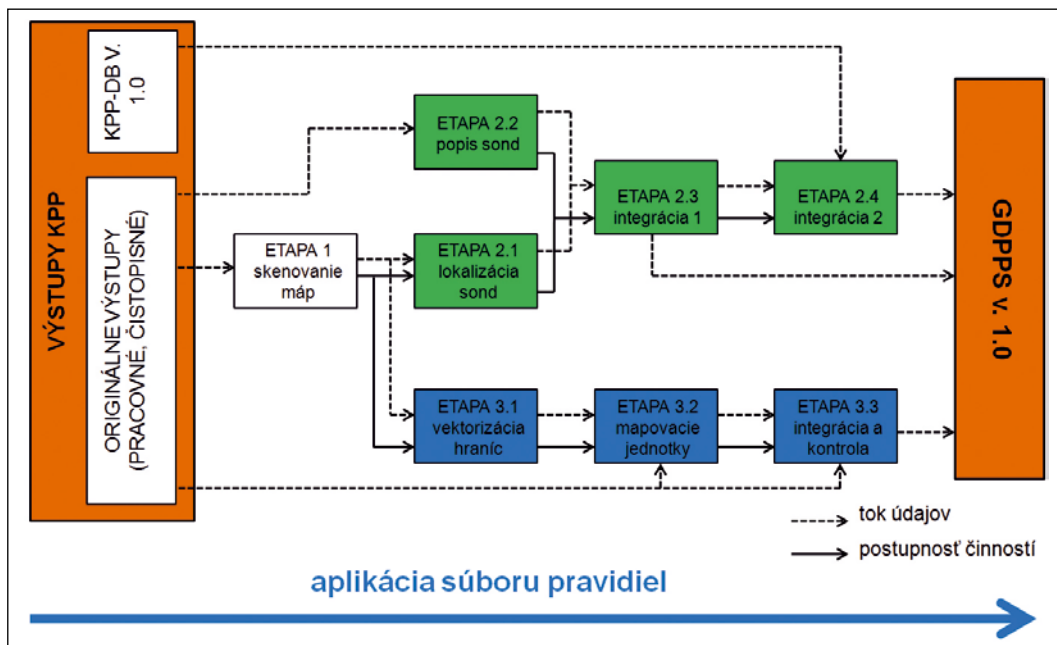 VÝSTUPY KPP
KPP-DB V.
1.0
ORIGINÁLNE VÝSTUPY
(PRACOVNÉ, ČISTOPISNÉ)
ETAPA 1
skenovanie
máp
ETAPA 2.2
popis sond
ETAPA 2.1
lokalizácia
sond
ETAPA 2.3
integrácia 1
ETAPA 2.4
integrácia 2
ETAPA 3.1
vektorizácia
hraníc
ETAPA 3.2
mapovacie
jednotky
ETAPA 3.3
integrácia a
kontrola
GDPPS v. 1.0
tok údajov
postupnosť činností
aplikácia súboru pravidiel